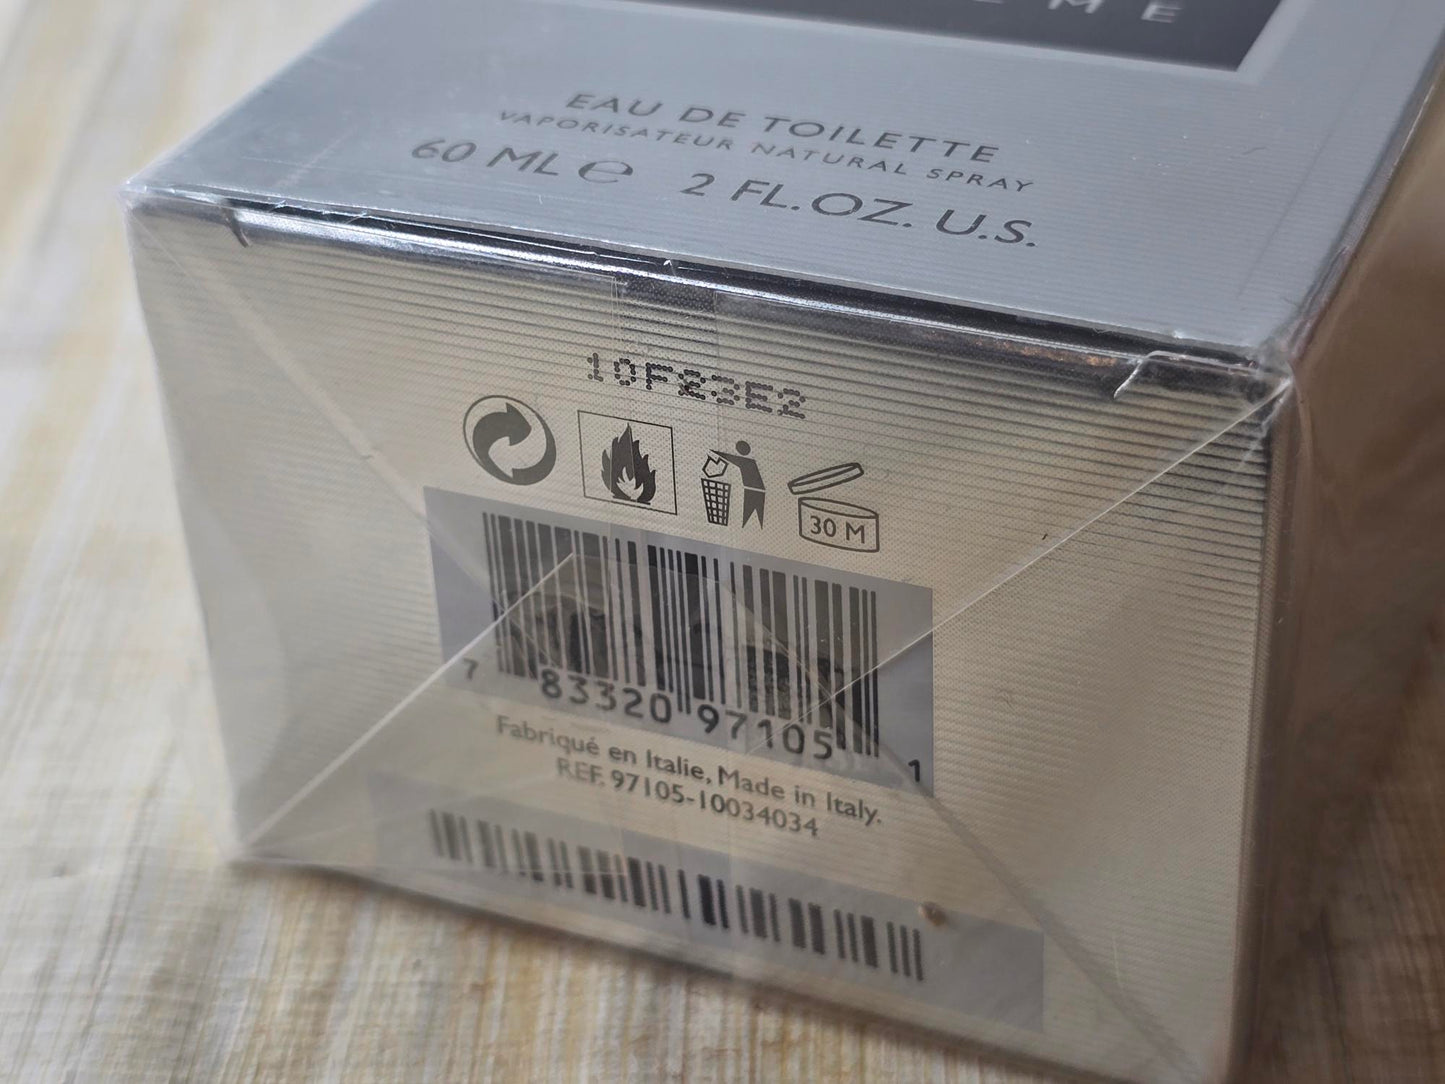 EAU DE TOILETTE
VAPORISATEUR NATURAL SPRAY
60 ML ℮ 2 FL.OZ. U.S.
10F23E2
30 M
7 83320 97105 1
Fabriqué en Italie, Made in Italy.
REF. 97105-10034034